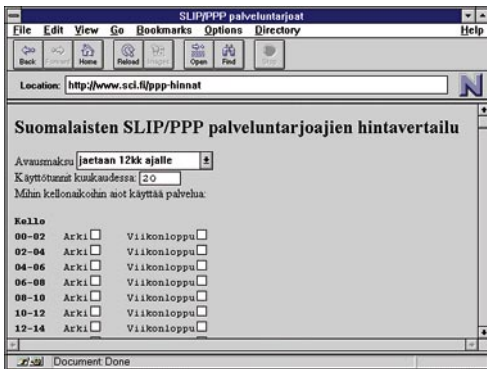 SLIP/PPP palveluntarjoat
File Edit View Go Bookmarks Options Directory Help
Back Forward Home Reload Images Open Find Stop
Location: http://www.sci.fi/ppp-hinnat
N
Suomalaisten SLIP/PPP palveluntarjoajien hintavertailu
Avausmaksu jaetaan 12kk ajalle
Käyttötunnit kuukaudessa: 20
Mihin kellonaikoihin aiot käyttää palvelua:
Kello
00-02 Arki Viikonloppu
02-04 Arki Viikonloppu
04-06 Arki Viikonloppu
06-08 Arki Viikonloppu
08-10 Arki Viikonloppu
10-12 Arki Viikonloppu
12-14 Arki Viikonloppu
Document Done